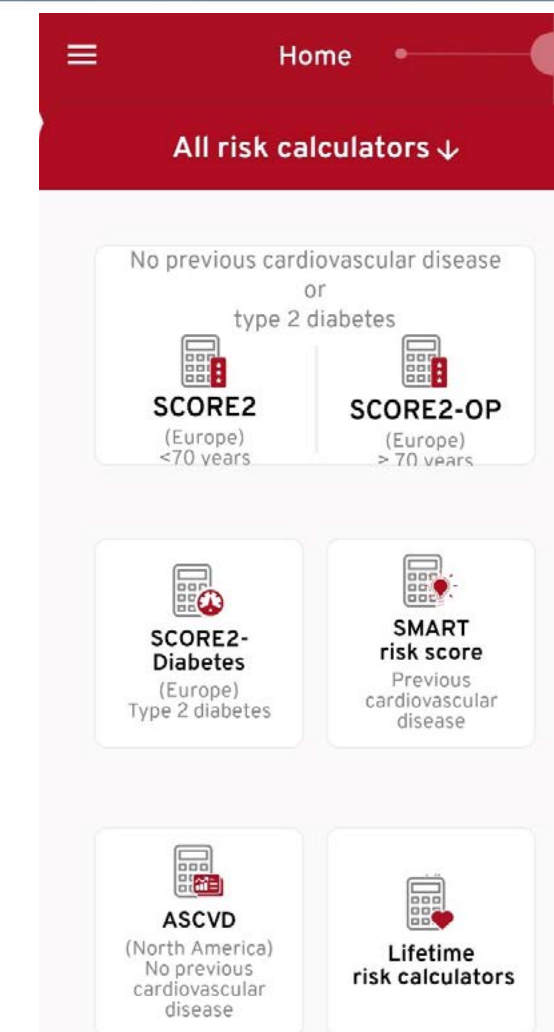 Home
All risk calculators ↓
No previous cardiovascular disease
or
type 2 diabetes
SCORE2
(Europe)
<70 years
SCORE2-OP
(Europe)
> 70 years
SCORE2-
Diabetes
(Europe)
Type 2 diabetes
SMART
risk score
Previous
cardiovascular
disease
ASCVD
(North America)
No previous
cardiovascular
disease
Lifetime
risk calculators